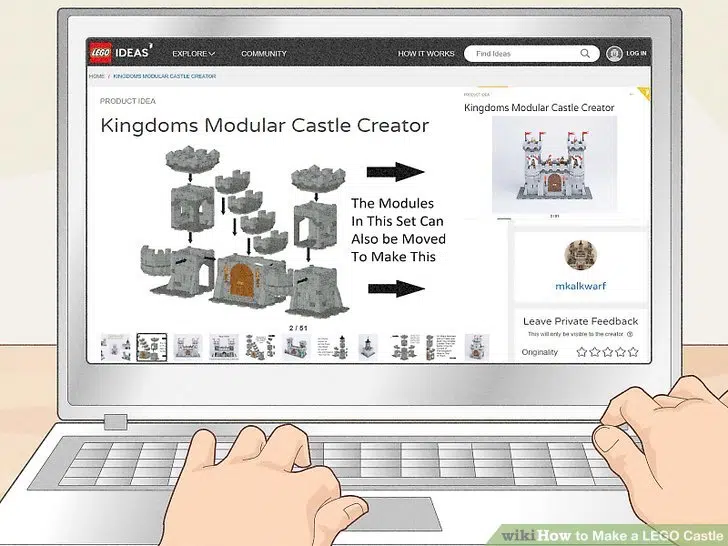 LEGO IDEAS EXPLORE COMMUNITY HOW IT WORKS Find Ideas LOG IN
HOME / KINGDOMS MODULAR CASTLE CREATOR
PRODUCT IDEA
Kingdoms Modular Castle Creator
The Modules
In This Set Can
Also be Moved
To Make This
2 / 51
PRODUCT IDEA
Kingdoms Modular Castle Creator
2 / 51
mkalkwarf
Leave Private Feedback
This will only be visible to the creator.
Originality
wikiHow to Make a LEGO Castle